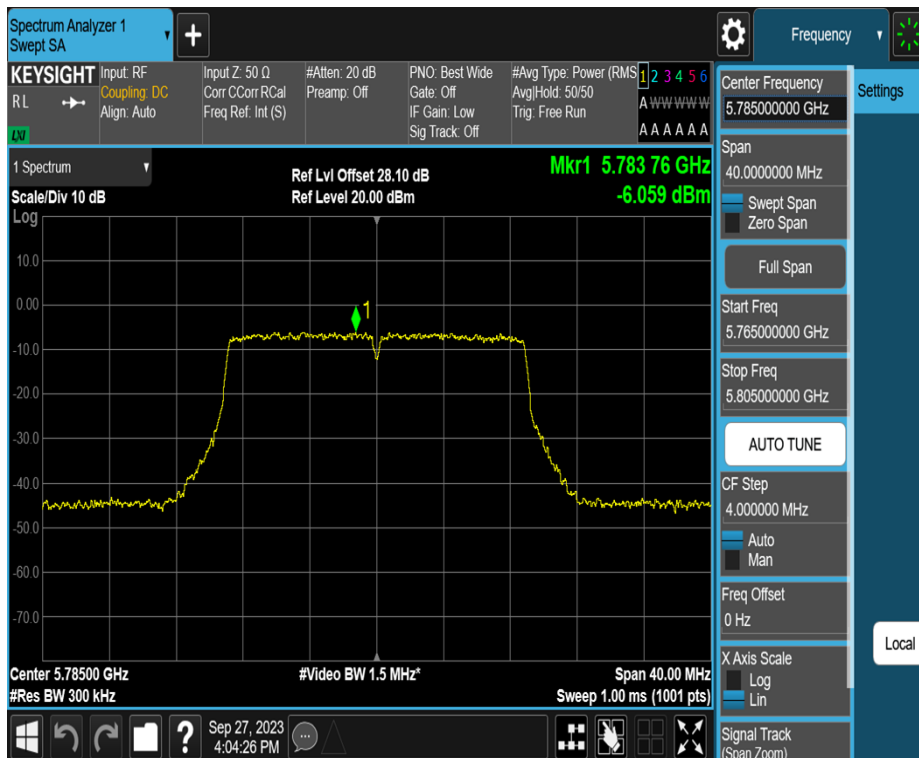 Spectrum Analyzer 1
Swept SA
+
Frequency
KEYSIGHT
R L
LXI
Input: RF
Coupling: DC
Align: Auto
Input Z: 50 Ω
Corr CCorr RCal
Freq Ref: Int (S)
#Atten: 20 dB
Preamp: Off
PNO: Best Wide
Gate: Off
IF Gain: Low
Sig Track: Off
#Avg Type: Power (RMS
Avg|Hold: 50/50
Trig: Free Run
1 2 3 4 5 6
A W W W W W
A A A A A A
1 Spectrum
Scale/Div 10 dB
Log
Ref Lvl Offset 28.10 dB
Ref Level 20.00 dBm
Mkr1 5.783 76 GHz
-6.059 dBm
1
10.0
0.00
-10.0
-20.0
-30.0
-40.0
-50.0
-60.0
-70.0
Center 5.78500 GHz
#Res BW 300 kHz
#Video BW 1.5 MHz*
Span 40.00 MHz
Sweep 1.00 ms (1001 pts)
?
Sep 27, 2023
4:04:26 PM
Center Frequency
5.785000000 GHz
Span
40.0000000 MHz
Swept Span
Zero Span
Full Span
Start Freq
5.765000000 GHz
Stop Freq
5.805000000 GHz
AUTO TUNE
CF Step
4.000000 MHz
Auto
Man
Freq Offset
0 Hz
X Axis Scale
Log
Lin
Signal Track
(Span Zoom)
Settings
Local